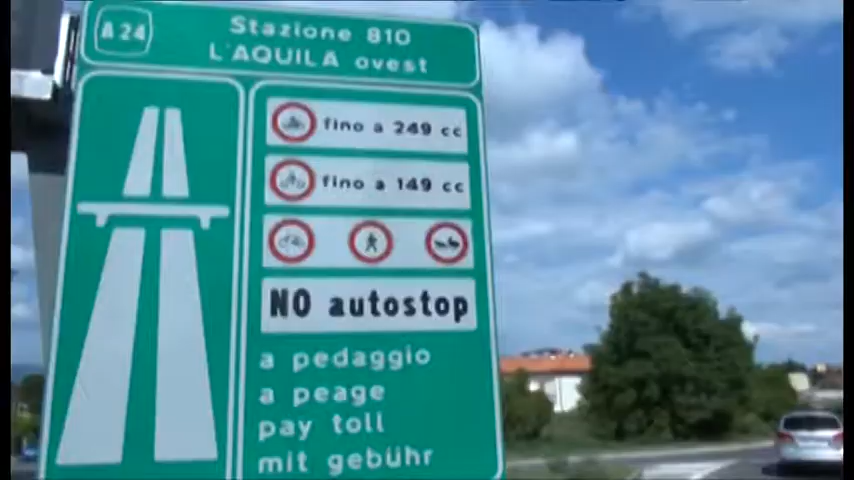 A 24
Stazione 810
L'AQUILA ovest
fino a 249 cc
fino a 149 cc
NO autostop
a pedaggio
a peage
pay toll
mit gebühr